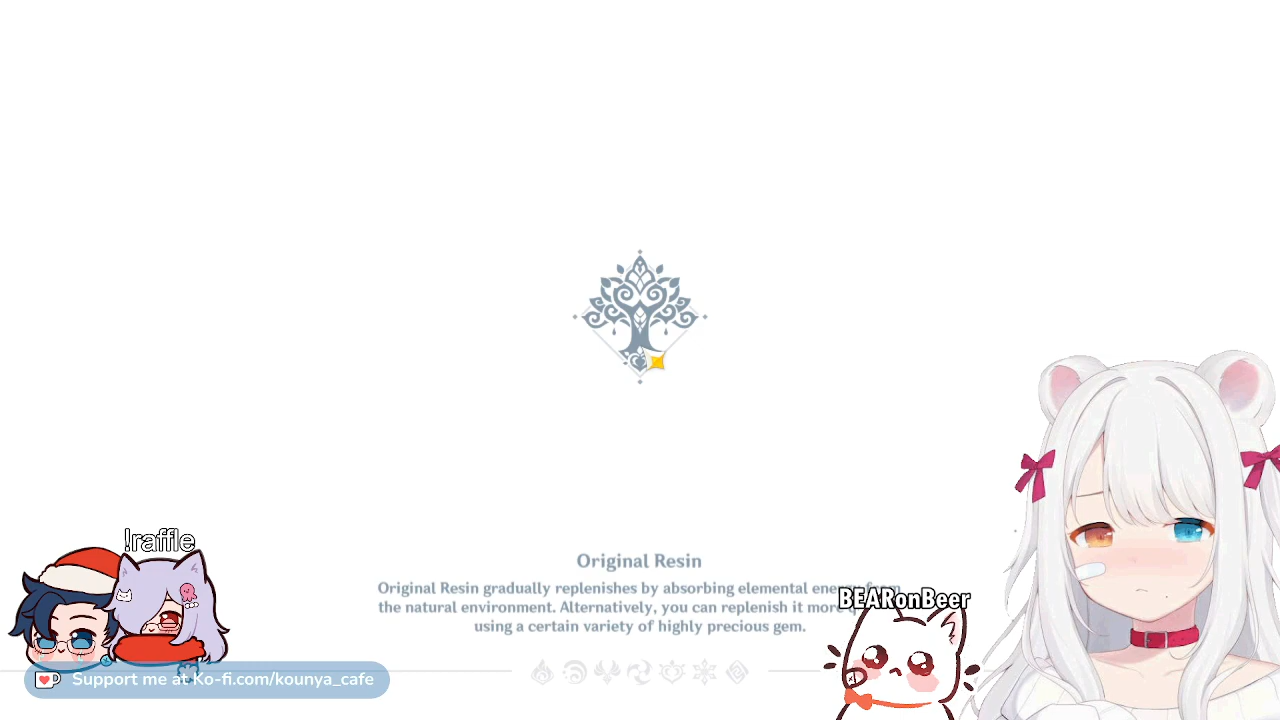 !raffle
Original Resin
Original Resin gradually replenishes by absorbing elemental energy from
the natural environment. Alternatively, you can replenish it more
using a certain variety of highly precious gem.
BEARonBeer
Support me at Ko-fi.com/kounya_cafe